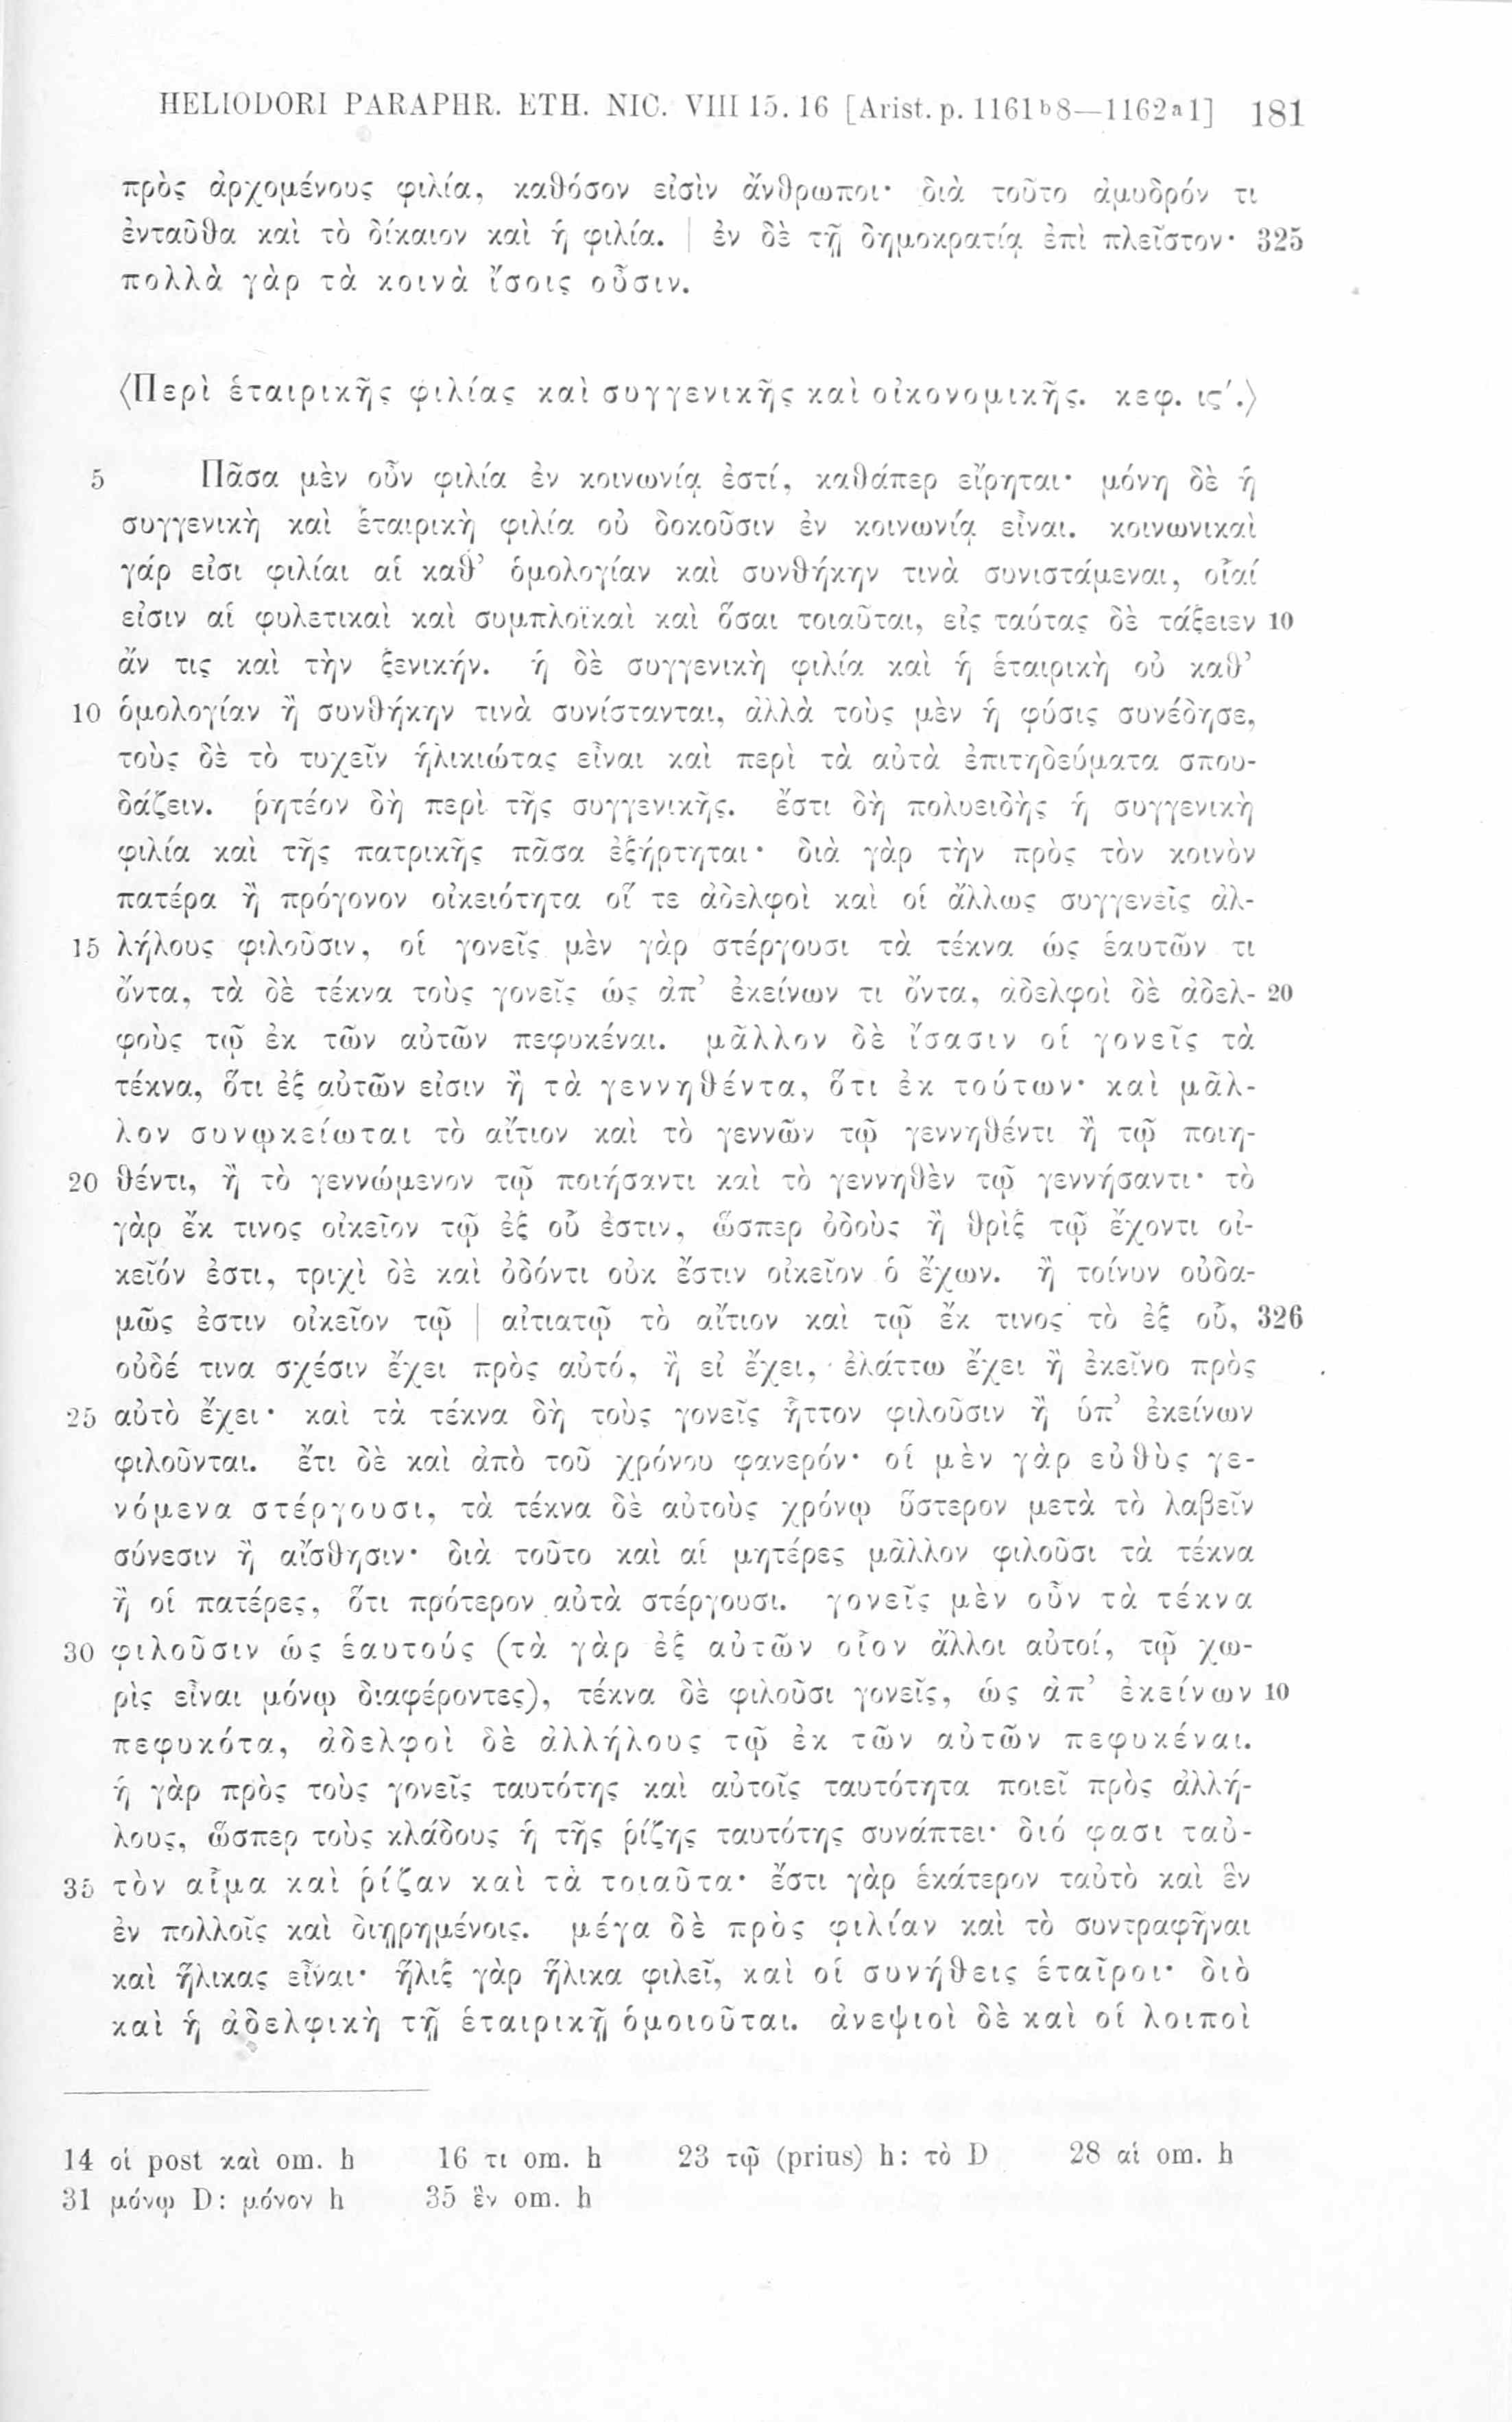 HELIODORI PARAPHR. ETH. NIC. VIII 15. 16 [Arist. p. 1161ᵇ8—1162ᵃ1] 181
πρὸς ἀρχομένους φιλία, καθόσον εἰσὶν ἄνθρωποι· διὰ τοῦτο ἀμυδρόν τι
ἐνταῦθα καὶ τὸ δίκαιον καὶ ἡ φιλία. | ἐν δὲ τῇ δημοκρατίᾳ ἐπὶ πλεῖστον· 325
πολλὰ γὰρ τὰ κοινὰ ἴσοις οὖσιν.
⟨Περὶ ἑταιρικῆς φιλίας καὶ συγγενικῆς καὶ οἰκονομικῆς. κεφ. ιϛʹ.⟩
5 Πᾶσα μὲν οὖν φιλία ἐν κοινωνίᾳ ἐστί, καθάπερ εἴρηται· μόνη δὲ ἡ
συγγενικὴ καὶ ἑταιρικὴ φιλία οὐ δοκοῦσιν ἐν κοινωνίᾳ εἶναι. κοινωνικαὶ
γάρ εἰσι φιλίαι αἱ καθ’ ὁμολογίαν καὶ συνθήκην τινὰ συνιστάμεναι, οἷαί
εἰσιν αἱ φυλετικαὶ καὶ συμπλοϊκαὶ καὶ ὅσαι τοιαῦται, εἰς ταύτας δὲ τάξειεν 10
ἄν τις καὶ τὴν ξενικήν. ἡ δὲ συγγενικὴ φιλία καὶ ἡ ἑταιρικὴ οὐ καθ’
10 ὁμολογίαν ἢ συνθήκην τινὰ συνίστανται, ἀλλὰ τοὺς μὲν ἡ φύσις συνέδησε,
τοὺς δὲ τὸ τυχεῖν ἡλικιώτας εἶναι καὶ περὶ τὰ αὐτὰ ἐπιτηδεύματα σπου-
δάζειν. ῥητέον δὴ περὶ τῆς συγγενικῆς. ἔστι δὴ πολυειδὴς ἡ συγγενικὴ
φιλία καὶ τῆς πατρικῆς πᾶσα ἐξήρτηται· διὰ γὰρ τὴν πρὸς τὸν κοινὸν
πατέρα ἢ πρόγονον οἰκειότητα οἵ τε ἀδελφοὶ καὶ οἱ ἄλλως συγγενεῖς ἀλ-
15 λήλους φιλοῦσιν, οἱ γονεῖς μὲν γὰρ στέργουσι τὰ τέκνα ὡς ἑαυτῶν τι
ὄντα, τὰ δὲ τέκνα τοὺς γονεῖς ὡς ἀπ’ ἐκείνων τι ὄντα, ἀδελφοὶ δὲ ἀδελ- 20
φοὺς τῷ ἐκ τῶν αὐτῶν πεφυκέναι. μᾶλλον δὲ ἴσασιν οἱ γονεῖς τὰ
τέκνα, ὅτι ἐξ αὐτῶν εἰσιν ἢ τὰ γεννηθέντα, ὅτι ἐκ τούτων· καὶ μᾶλ-
λον συνῳκείωται τὸ αἴτιον καὶ τὸ γεννῶν τῷ γεννηθέντι ἢ τῷ ποιη-
20 θέντι, ἢ τὸ γεννώμενον τῷ ποιήσαντι καὶ τὸ γεννηθὲν τῷ γεννήσαντι· τὸ
γὰρ ἔκ τινος οἰκεῖον τῷ ἐξ οὗ ἐστιν, ὥσπερ ὀδοὺς ἢ θρὶξ τῷ ἔχοντι οἰ-
κεῖόν ἐστι, τριχὶ δὲ καὶ ὀδόντι οὐκ ἔστιν οἰκεῖον ὁ ἔχων. ἢ τοίνυν οὐδα-
μῶς ἐστιν οἰκεῖον τῷ | αἰτιατῷ τὸ αἴτιον καὶ τῷ ἔκ τινος τὸ ἐξ οὗ, 326
οὐδέ τινα σχέσιν ἔχει πρὸς αὐτό, ἢ εἰ ἔχει, ἐλάττω ἔχει ἢ ἐκεῖνο πρὸς
25 αὐτὸ ἔχει· καὶ τὰ τέκνα δὴ τοὺς γονεῖς ἧττον φιλοῦσιν ἢ ὑπ’ ἐκείνων
φιλοῦνται. ἔτι δὲ καὶ ἀπὸ τοῦ χρόνου φανερόν· οἱ μὲν γὰρ εὐθὺς γε-
νόμενα στέργουσι, τὰ τέκνα δὲ αὐτοὺς χρόνῳ ὕστερον μετὰ τὸ λαβεῖν
σύνεσιν ἢ αἴσθησιν· διὰ τοῦτο καὶ αἱ μητέρες μᾶλλον φιλοῦσι τὰ τέκνα
ἢ οἱ πατέρες, ὅτι πρότερον αὐτὰ στέργουσι. γονεῖς μὲν οὖν τὰ τέκνα
30 φιλοῦσιν ὡς ἑαυτούς (τὰ γὰρ ἐξ αὐτῶν οἷον ἄλλοι αὐτοί, τῷ χω-
ρὶς εἶναι μόνῳ διαφέροντες), τέκνα δὲ φιλοῦσι γονεῖς, ὡς ἀπ’ ἐκείνων 10
πεφυκότα, ἀδελφοὶ δὲ ἀλλήλους τῷ ἐκ τῶν αὐτῶν πεφυκέναι.
ἡ γὰρ πρὸς τοὺς γονεῖς ταυτότης καὶ αὐτοῖς ταυτότητα ποιεῖ πρὸς ἀλλή-
λους, ὥσπερ τοὺς κλάδους ἡ τῆς ῥίζης ταυτότης συνάπτει· διό φασι ταὐ-
35 τὸν αἷμα καὶ ῥίζαν καὶ τὰ τοιαῦτα· ἔστι γὰρ ἑκάτερον ταὐτὸ καὶ ἓν
ἐν πολλοῖς καὶ διῃρημένοις. μέγα δὲ πρὸς φιλίαν καὶ τὸ συντραφῆναι
καὶ ἥλικας εἶναι· ἧλιξ γὰρ ἥλικα φιλεῖ, καὶ οἱ συνήθεις ἑταῖροι· διὸ
καὶ ἡ ἀδελφικὴ τῇ ἑταιρικῇ ὁμοιοῦται. ἀνεψιοὶ δὲ καὶ οἱ λοιποὶ
14 οἱ post καὶ om. h 16 τι om. h 23 τῷ (prius) h: τὸ D 28 αἱ om. h
31 μόνῳ D: μόνον h 35 ἓν om. h